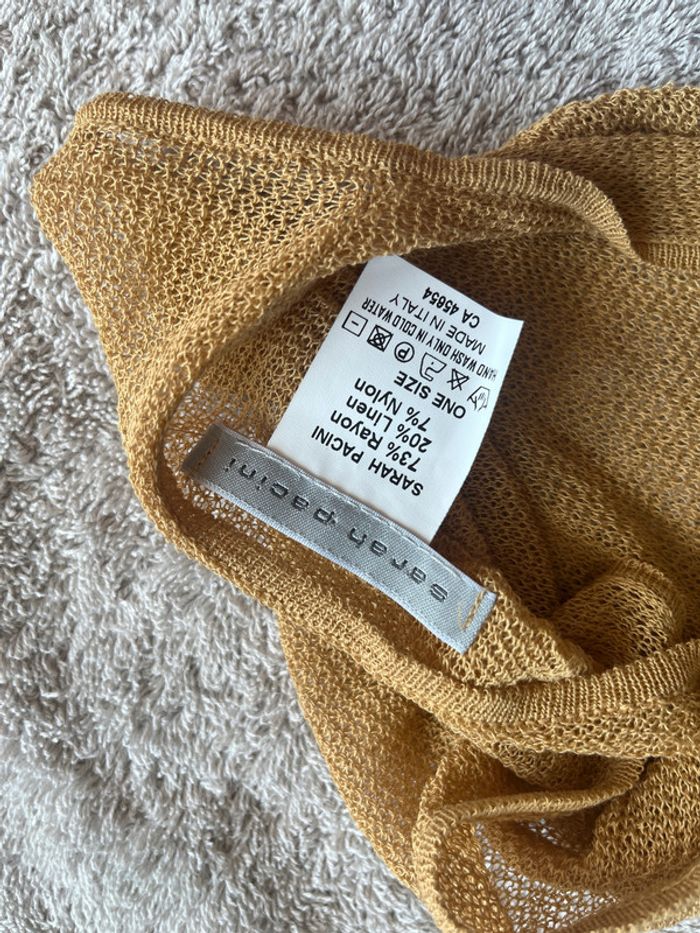 sarah pacini
SARAH PACINI
73% Rayon
20% Linen
7% Nylon
ONE SIZE
HAND WASH ONLY IN COLD WATER
MADE IN ITALY
CA 45854